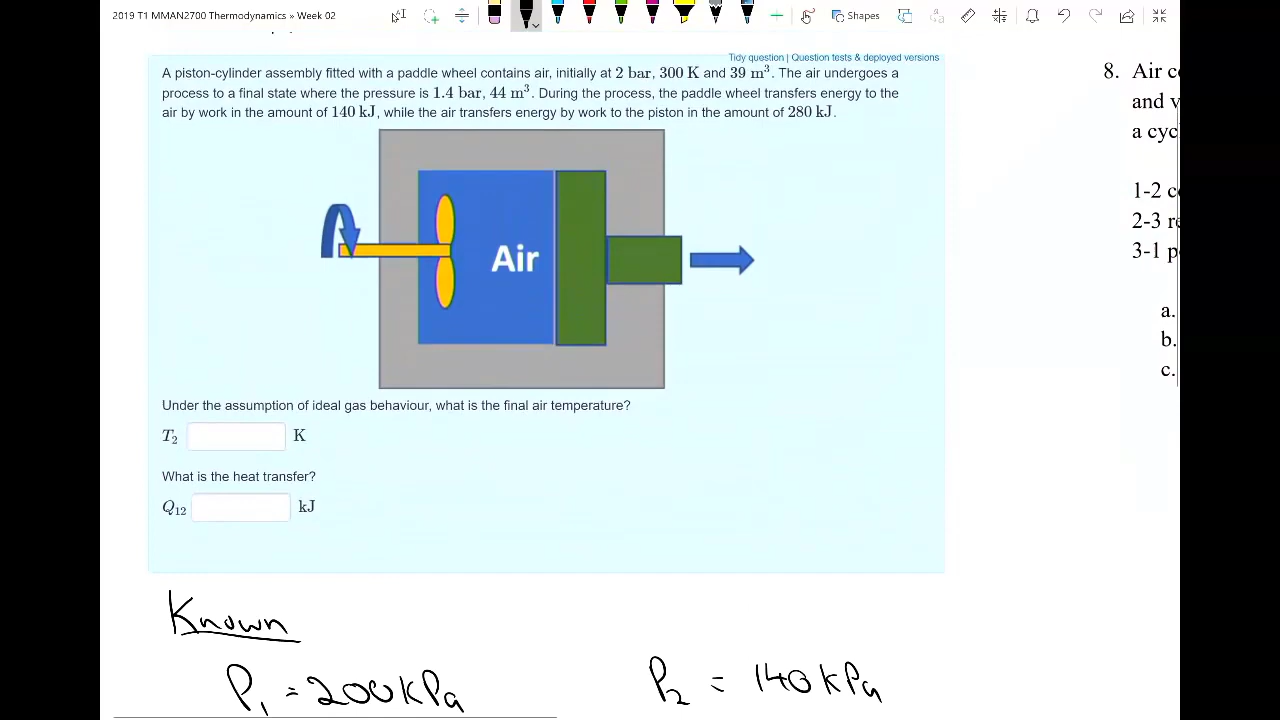 2019 T1 MMAN2700 Thermodynamics » Week 02
Shapes
Tidy question | Question tests & deployed versions
A piston-cylinder assembly fitted with a paddle wheel contains air, initially at 2 bar, 300 K and 39 m³. The air undergoes a
process to a final state where the pressure is 1.4 bar, 44 m³. During the process, the paddle wheel transfers energy to the
air by work in the amount of 140 kJ, while the air transfers energy by work to the piston in the amount of 280 kJ.
Air
Under the assumption of ideal gas behaviour, what is the final air temperature?
T₂ K
What is the heat transfer?
Q₁₂ kJ
Known
P₁ = 200kPa
P₂ = 140kPa
8. Air c
and v
a cyc
1-2 c
2-3 r
3-1 p
a.
b.
c.